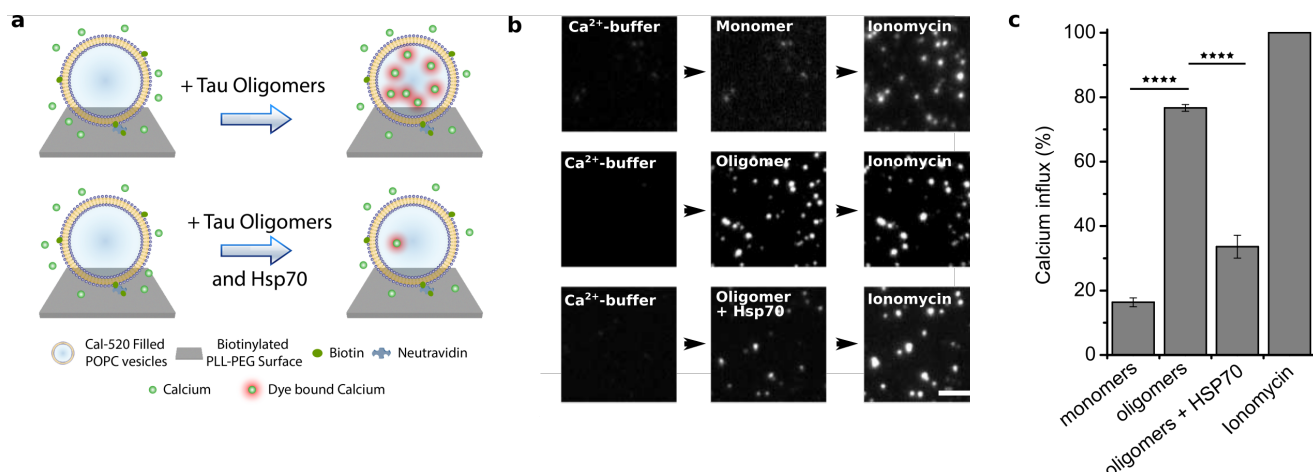 a
+ Tau Oligomers
+ Tau Oligomers
and Hsp70
Cal-520 Filled
POPC vesicles
Biotinylated
PLL-PEG Surface
Biotin
Neutravidin
Calcium
Dye bound Calcium
b
Ca²⁺-buffer
Monomer
Ionomycin
Ca²⁺-buffer
Oligomer
Ionomycin
Ca²⁺-buffer
Oligomer
+ Hsp70
Ionomycin
c
Calcium influx (%)
100
80
60
40
20
0
★★★★
★★★★
monomers
oligomers
oligomers + HSP70
Ionomycin